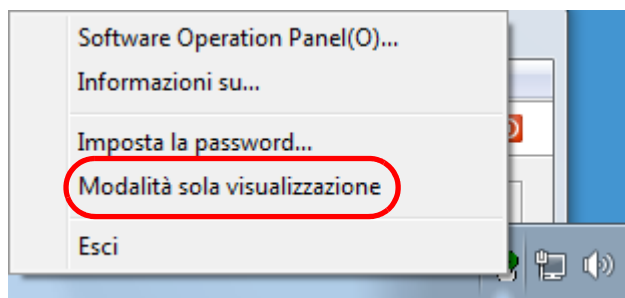 Software Operation Panel(O)...
Informazioni su...
Imposta la password...
Modalità sola visualizzazione
Esci